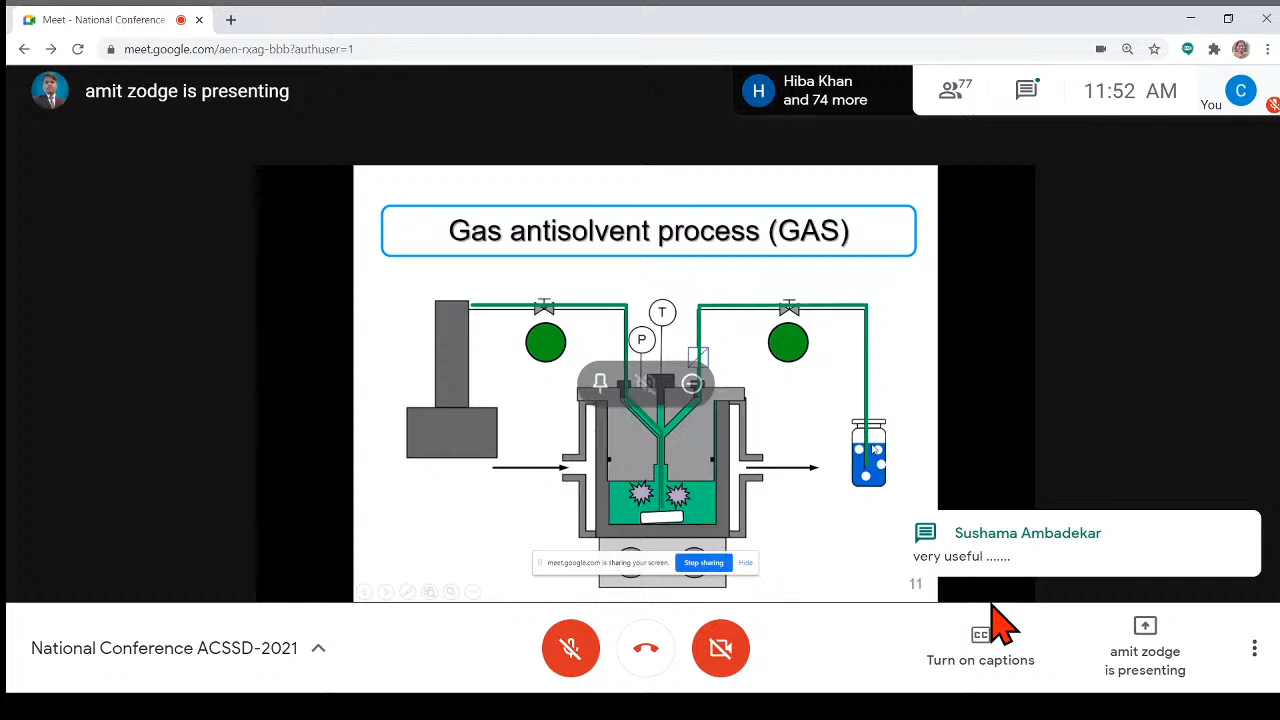 Meet - National Conference
meet.google.com/aen-rxag-bbb?authuser=1
amit zodge is presenting
H
Hiba Khan
and 74 more
77
11:52 AM
You
C
Gas antisolvent process (GAS)
T
P
Sushama Ambadekar
very useful .......
meet.google.com is sharing your screen.
Stop sharing
Hide
11
National Conference ACSSD-2021
CC
Turn on captions
amit zodge
is presenting